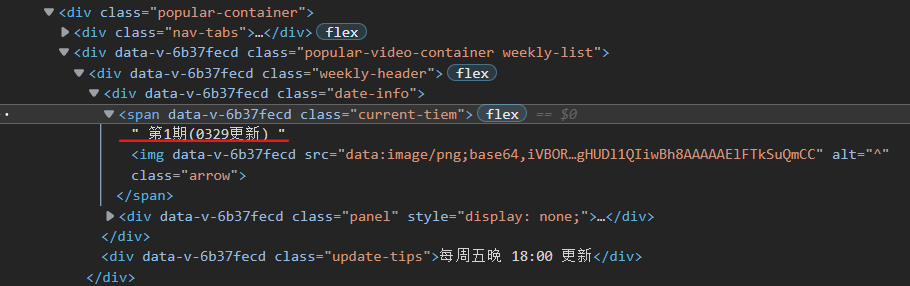 ▼<div class="popular-container">
▶<div class="nav-tabs">…</div> flex
▼<div data-v-6b37fecd class="popular-video-container weekly-list">
▼<div data-v-6b37fecd class="weekly-header"> flex
▼<div data-v-6b37fecd class="date-info">
▼<span data-v-6b37fecd class="current-tiem"> flex == $0
" 第1期(0329更新) "
<img data-v-6b37fecd src="data:image/png;base64,iVBOR…gHUDl1QIiwBh8AAAAAElFTkSuQmCC" alt="^"
class="arrow">
</span>
▶<div data-v-6b37fecd class="panel" style="display: none;">…</div>
</div>
<div data-v-6b37fecd class="update-tips">每周五晚 18:00 更新</div>
</div>